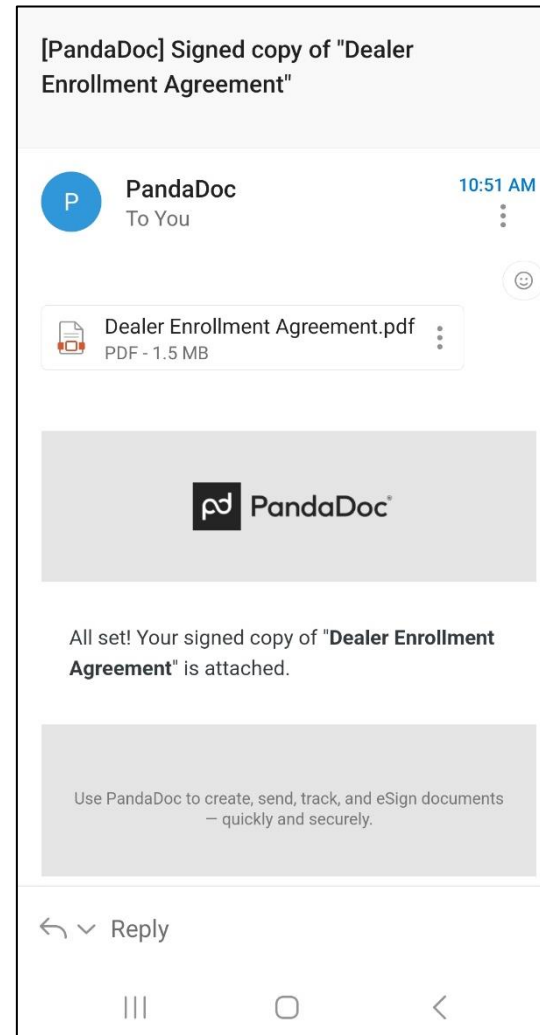 [PandaDoc] Signed copy of "Dealer
Enrollment Agreement"
P
PandaDoc
10:51 AM
To You
Dealer Enrollment Agreement.pdf
PDF - 1.5 MB
pd PandaDoc®
All set! Your signed copy of "Dealer Enrollment
Agreement" is attached.
Use PandaDoc to create, send, track, and eSign documents
— quickly and securely.
Reply